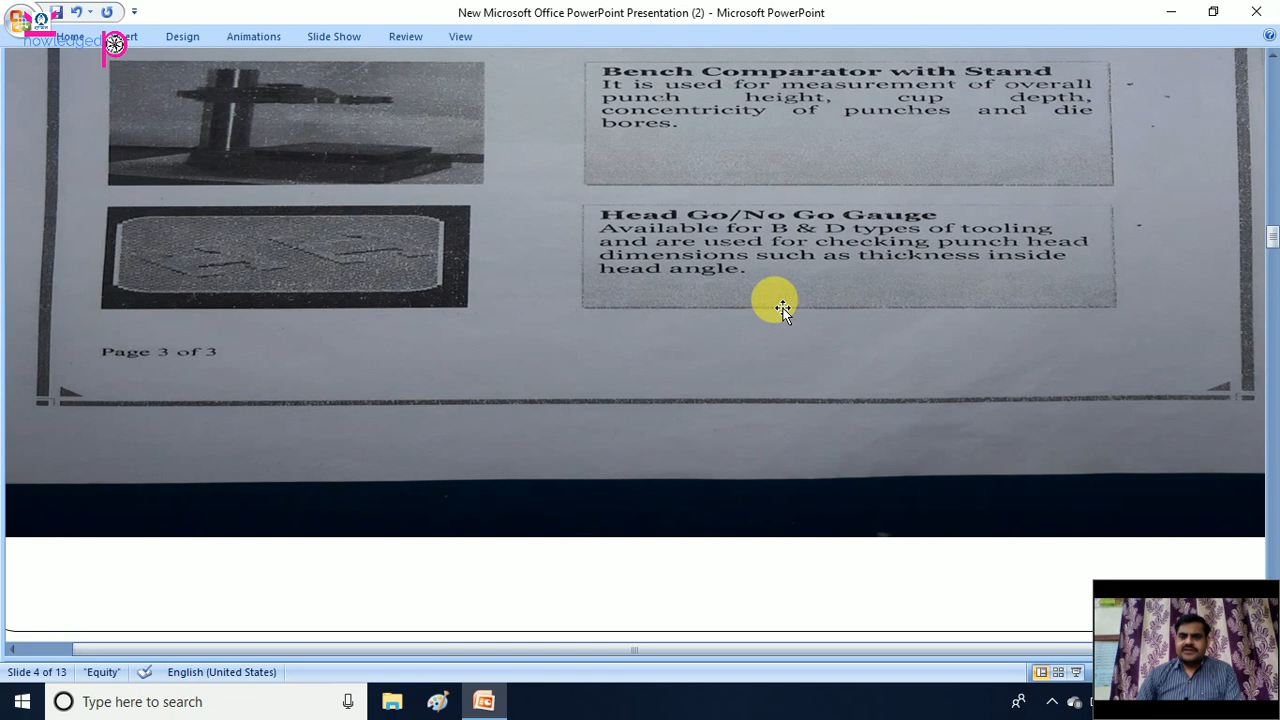 New Microsoft Office PowerPoint Presentation (2) - Microsoft PowerPoint
Home
Design
Animations
Slide Show
Review
View
nowledged
Bench Comparator with Stand
It is used for measurement of overall
punch height, cup depth,
concentricity of punches and die
bores.
Head Go/No Go Gauge
Available for B & D types of tooling
and are used for checking punch head
dimensions such as thickness inside
head angle.
Page 3 of 3
Slide 4 of 13
"Equity"
English (United States)
Type here to search